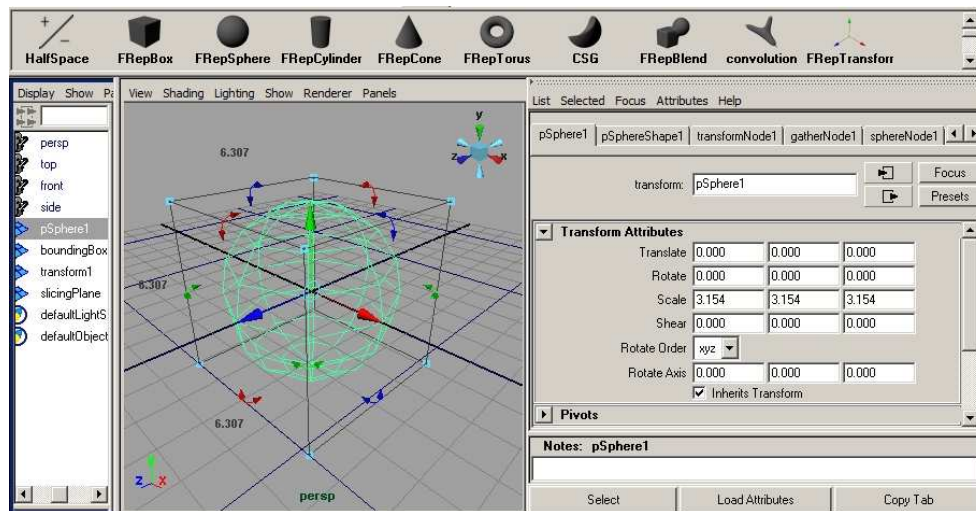 HalfSpace FRepBox FRepSphere FRepCylinder FRepCone FRepTorus CSG FRepBlend convolution FRepTransforr
Display Show Pa
persp
top
front
side
pSphere1
boundingBox
transform1
slicingPlane
defaultLightS
defaultObject
View Shading Lighting Show Renderer Panels
y
z x
6.307
6.307
6.307
z x
persp
List Selected Focus Attributes Help
pSphere1 pSphereShape1 transformNode1 gatherNode1 sphereNode1
transform: pSphere1
Focus
Presets
Transform Attributes
Translate 0.000 0.000 0.000
Rotate 0.000 0.000 0.000
Scale 3.154 3.154 3.154
Shear 0.000 0.000 0.000
Rotate Order xyz
Rotate Axis 0.000 0.000 0.000
Inherits Transform
Pivots
Notes: pSphere1
Select Load Attributes Copy Tab